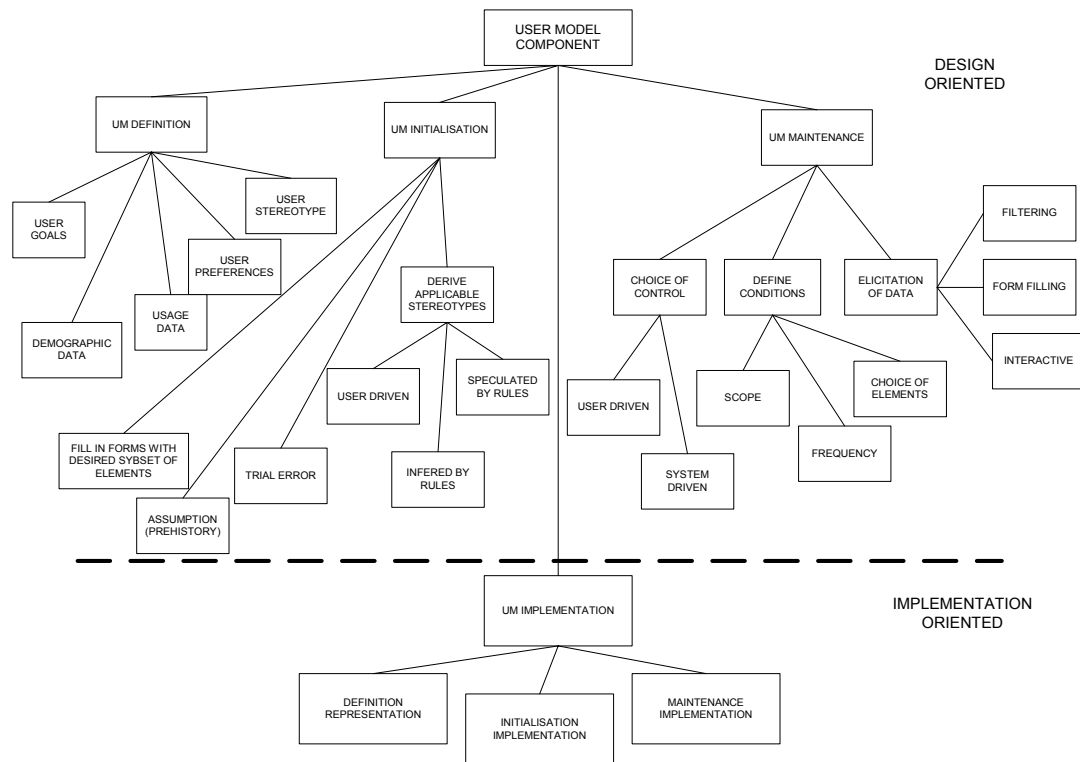 USER MODEL
COMPONENT
DESIGN
ORIENTED
UM DEFINITION
UM INITIALISATION
UM MAINTENANCE
USER
GOALS
DEMOGRAPHIC
DATA
USAGE
DATA
USER
PREFERENCES
USER
STEREOTYPE
FILL IN FORMS WITH
DESIRED SYBSET OF
ELEMENTS
ASSUMPTION
(PREHISTORY)
TRIAL ERROR
DERIVE
APPLICABLE
STEREOTYPES
USER DRIVEN
INFERED BY
RULES
SPECULATED
BY RULES
CHOICE OF
CONTROL
USER DRIVEN
SYSTEM
DRIVEN
DEFINE
CONDITIONS
SCOPE
FREQUENCY
CHOICE OF
ELEMENTS
ELICITATION
OF DATA
FILTERING
FORM FILLING
INTERACTIVE
IMPLEMENTATION
ORIENTED
UM IMPLEMENTATION
DEFINITION
REPRESENTATION
INITIALISATION
IMPLEMENTATION
MAINTENANCE
IMPLEMENTATION